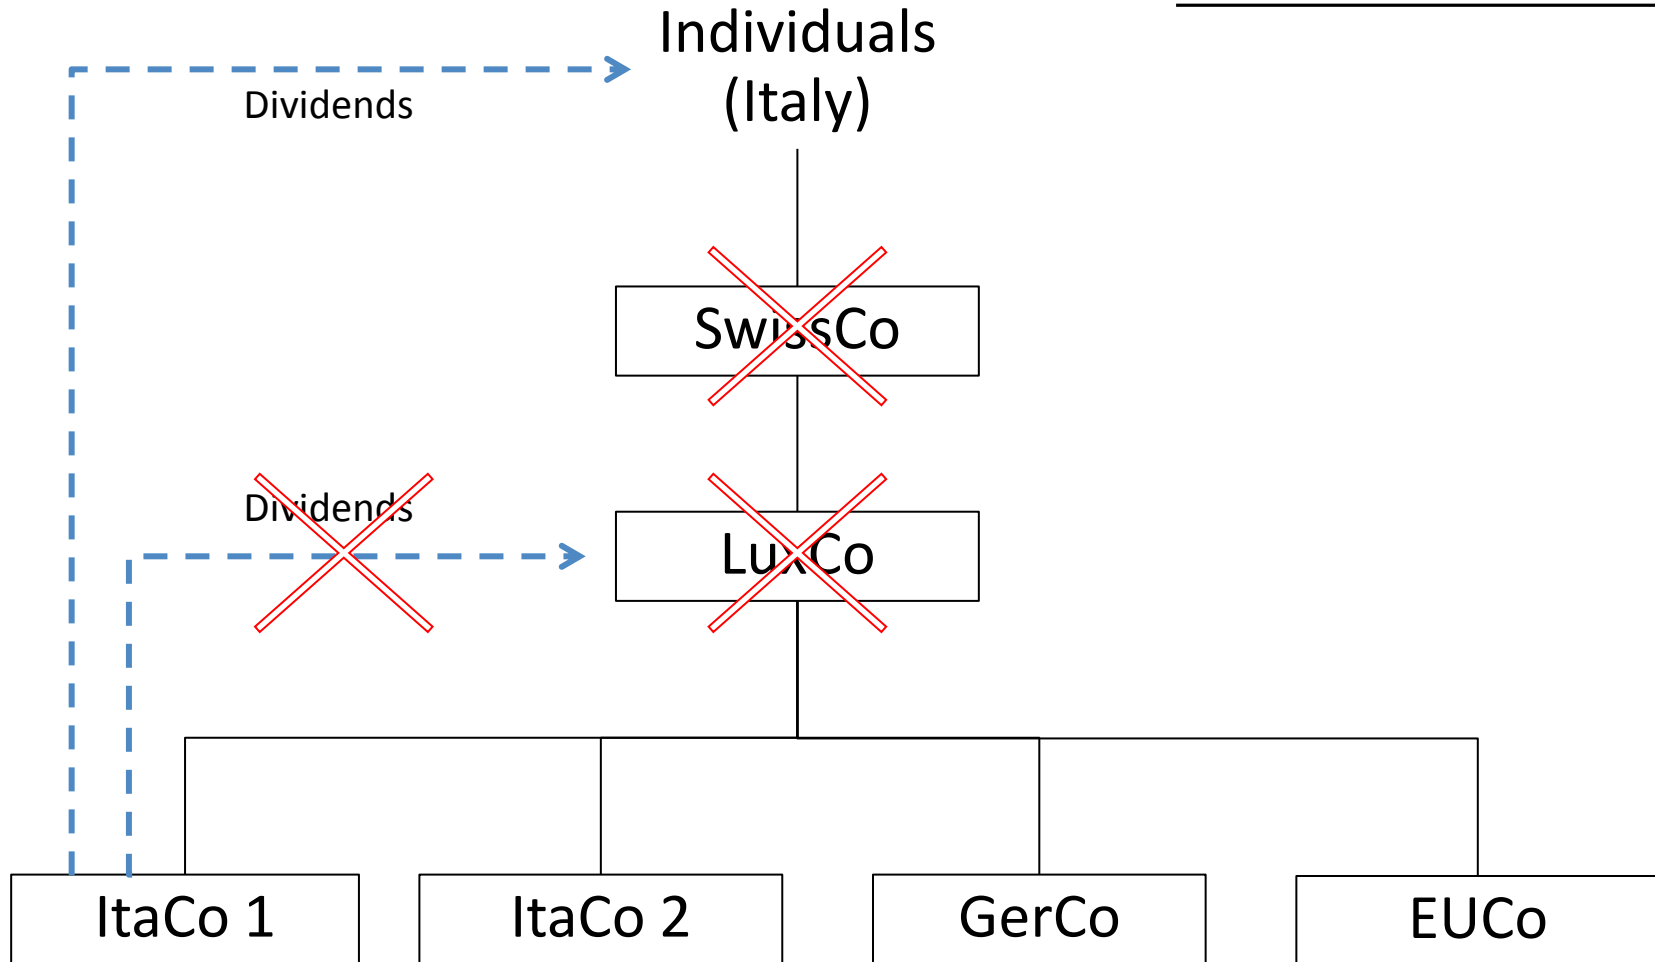 Individuals
(Italy)
Dividends
SwissCo
Dividends
LuxCo
ItaCo 1
ItaCo 2
GerCo
EUCo